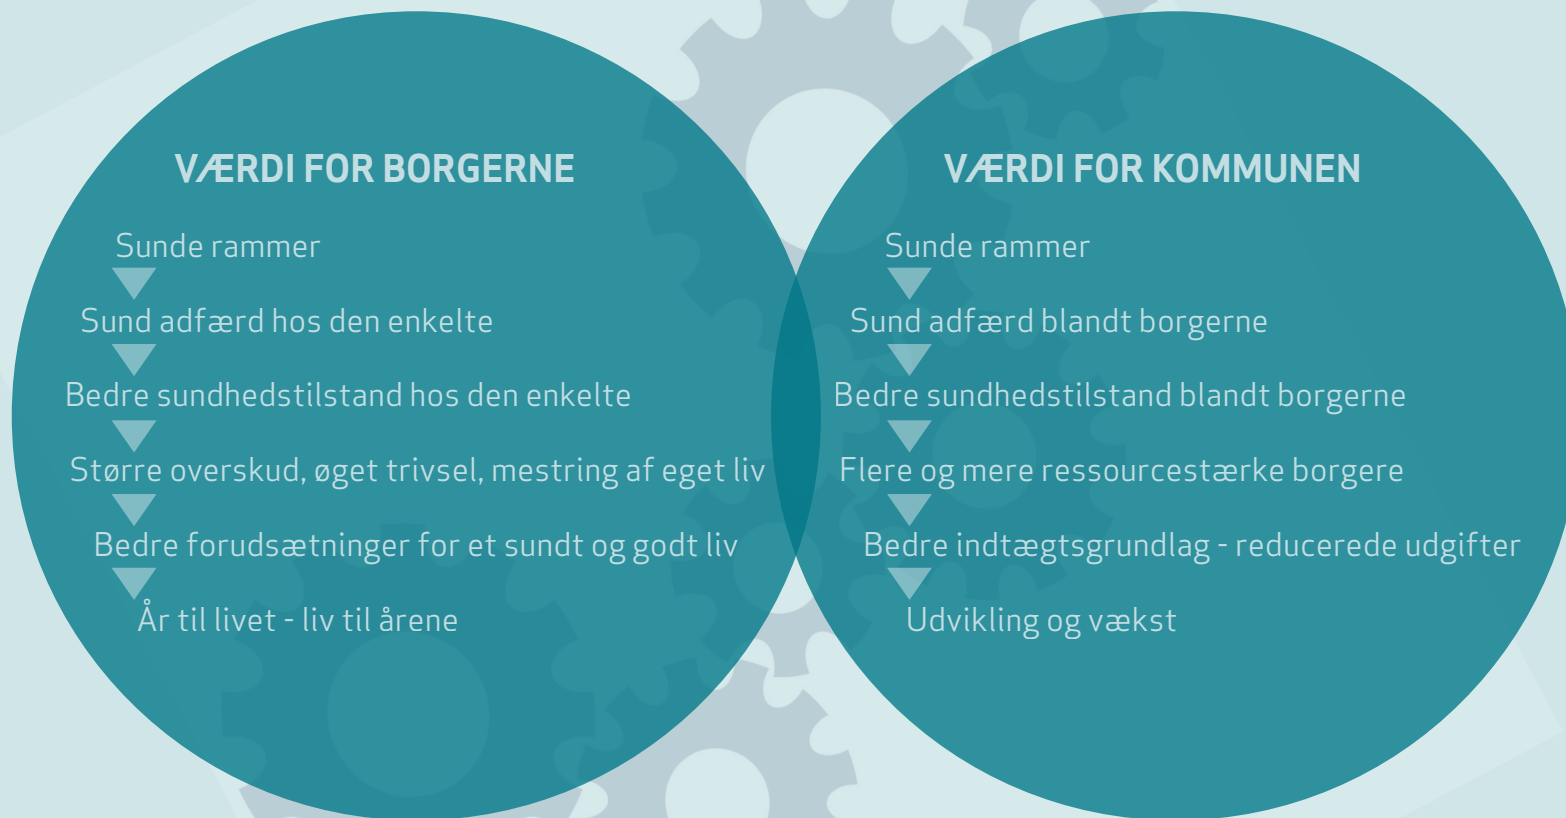 VÆRDI FOR BORGERNE
Sunde rammer
Sund adfærd hos den enkelte
Bedre sundhedstilstand hos den enkelte
Større overskud, øget trivsel, mestring af eget liv
Bedre forudsætninger for et sundt og godt liv
År til livet - liv til årene
VÆRDI FOR KOMMUNEN
Sunde rammer
Sund adfærd blandt borgerne
Bedre sundhedstilstand blandt borgerne
Flere og mere ressourcestærke borgere
Bedre indtægtsgrundlag - reducerede udgifter
Udvikling og vækst